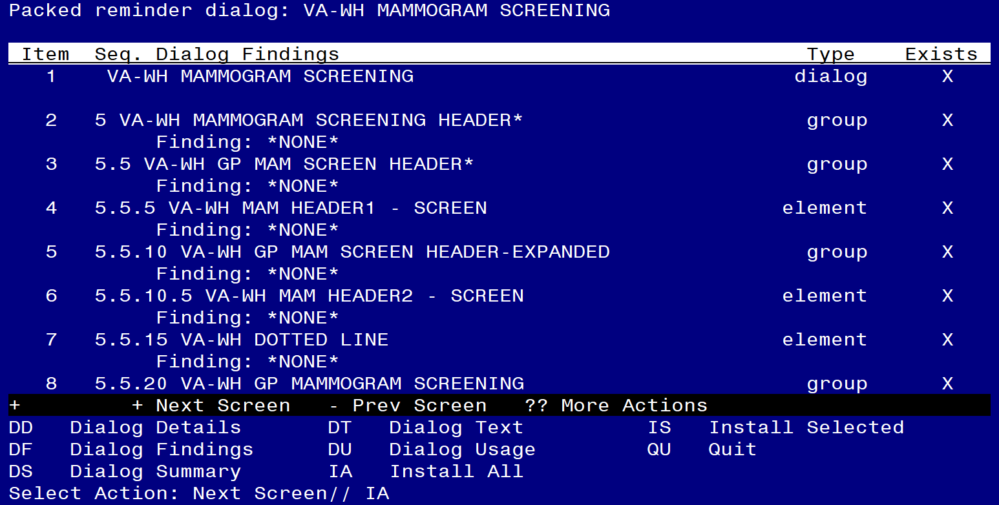 Packed reminder dialog: VA-WH MAMMOGRAM SCREENING
Item Seq. Dialog Findings Type Exists
1 VA-WH MAMMOGRAM SCREENING dialog X
2 5 VA-WH MAMMOGRAM SCREENING HEADER* group X
Finding: *NONE*
3 5.5 VA-WH GP MAM SCREEN HEADER* group X
Finding: *NONE*
4 5.5.5 VA-WH MAM HEADER1 - SCREEN element X
Finding: *NONE*
5 5.5.10 VA-WH GP MAM SCREEN HEADER-EXPANDED group X
Finding: *NONE*
6 5.5.10.5 VA-WH MAM HEADER2 - SCREEN element X
Finding: *NONE*
7 5.5.15 VA-WH DOTTED LINE element X
Finding: *NONE*
8 5.5.20 VA-WH GP MAMMOGRAM SCREENING group X
+ + Next Screen - Prev Screen ?? More Actions
DD Dialog Details DT Dialog Text IS Install Selected
DF Dialog Findings DU Dialog Usage QU Quit
DS Dialog Summary IA Install All
Select Action: Next Screen// IA